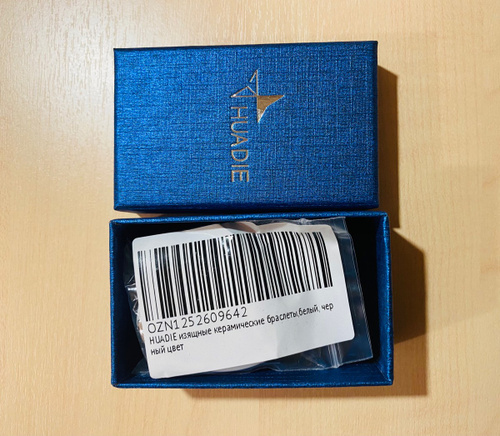 HUADIE
OZN1252609642
HUADIE изящные керамические браслеты,белый, чер
ный цвет